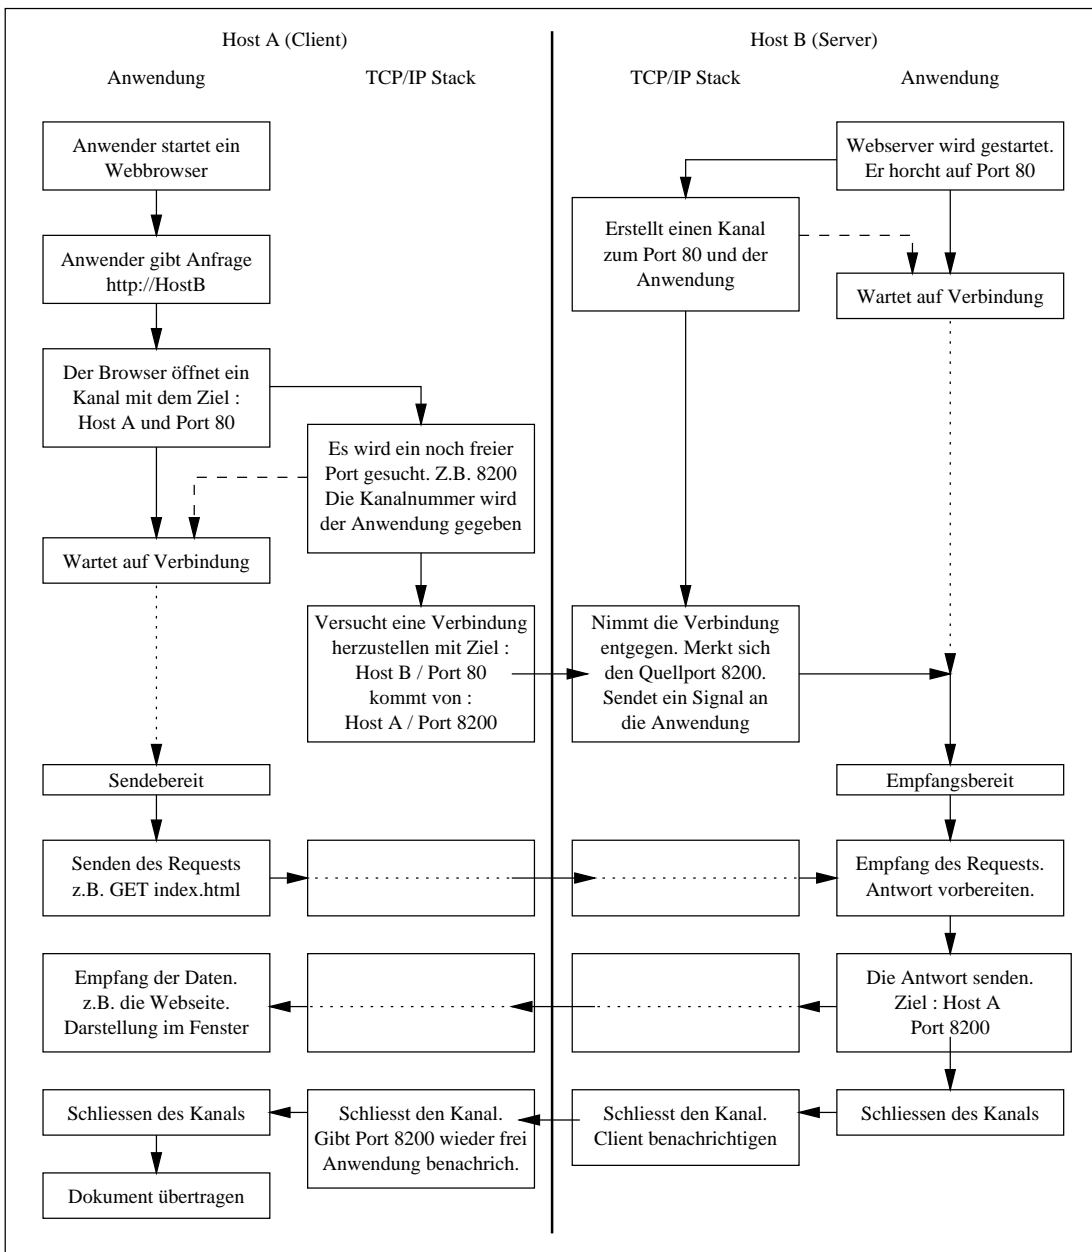 Host A (Client)
Host B (Server)
Anwendung
TCP/IP Stack
TCP/IP Stack
Anwendung
Anwender startet ein
Webbrowser
Webserver wird gestartet.
Er horcht auf Port 80
Erstellt einen Kanal
zum Port 80 und der
Anwendung
Anwender gibt Anfrage
http://HostB
Wartet auf Verbindung
Der Browser öffnet ein
Kanal mit dem Ziel :
Host A und Port 80
Es wird ein noch freier
Port gesucht. Z.B. 8200
Die Kanalnummer wird
der Anwendung gegeben
Wartet auf Verbindung
Versucht eine Verbindung
herzustellen mit Ziel :
Host B / Port 80
kommt von :
Host A / Port 8200
Nimmt die Verbindung
entgegen. Merkt sich
den Quellport 8200.
Sendet ein Signal an
die Anwendung
Sendebereit
Empfangsbereit
Senden des Requests
z.B. GET index.html
Empfang des Requests.
Antwort vorbereiten.
Empfang der Daten.
z.B. die Webseite.
Darstellung im Fenster
Die Antwort senden.
Ziel : Host A
Port 8200
Schliessen des Kanals
Schliesst den Kanal.
Gibt Port 8200 wieder frei
Anwendung benachrich.
Schliesst den Kanal.
Client benachrichtigen
Schliessen des Kanals
Dokument übertragen